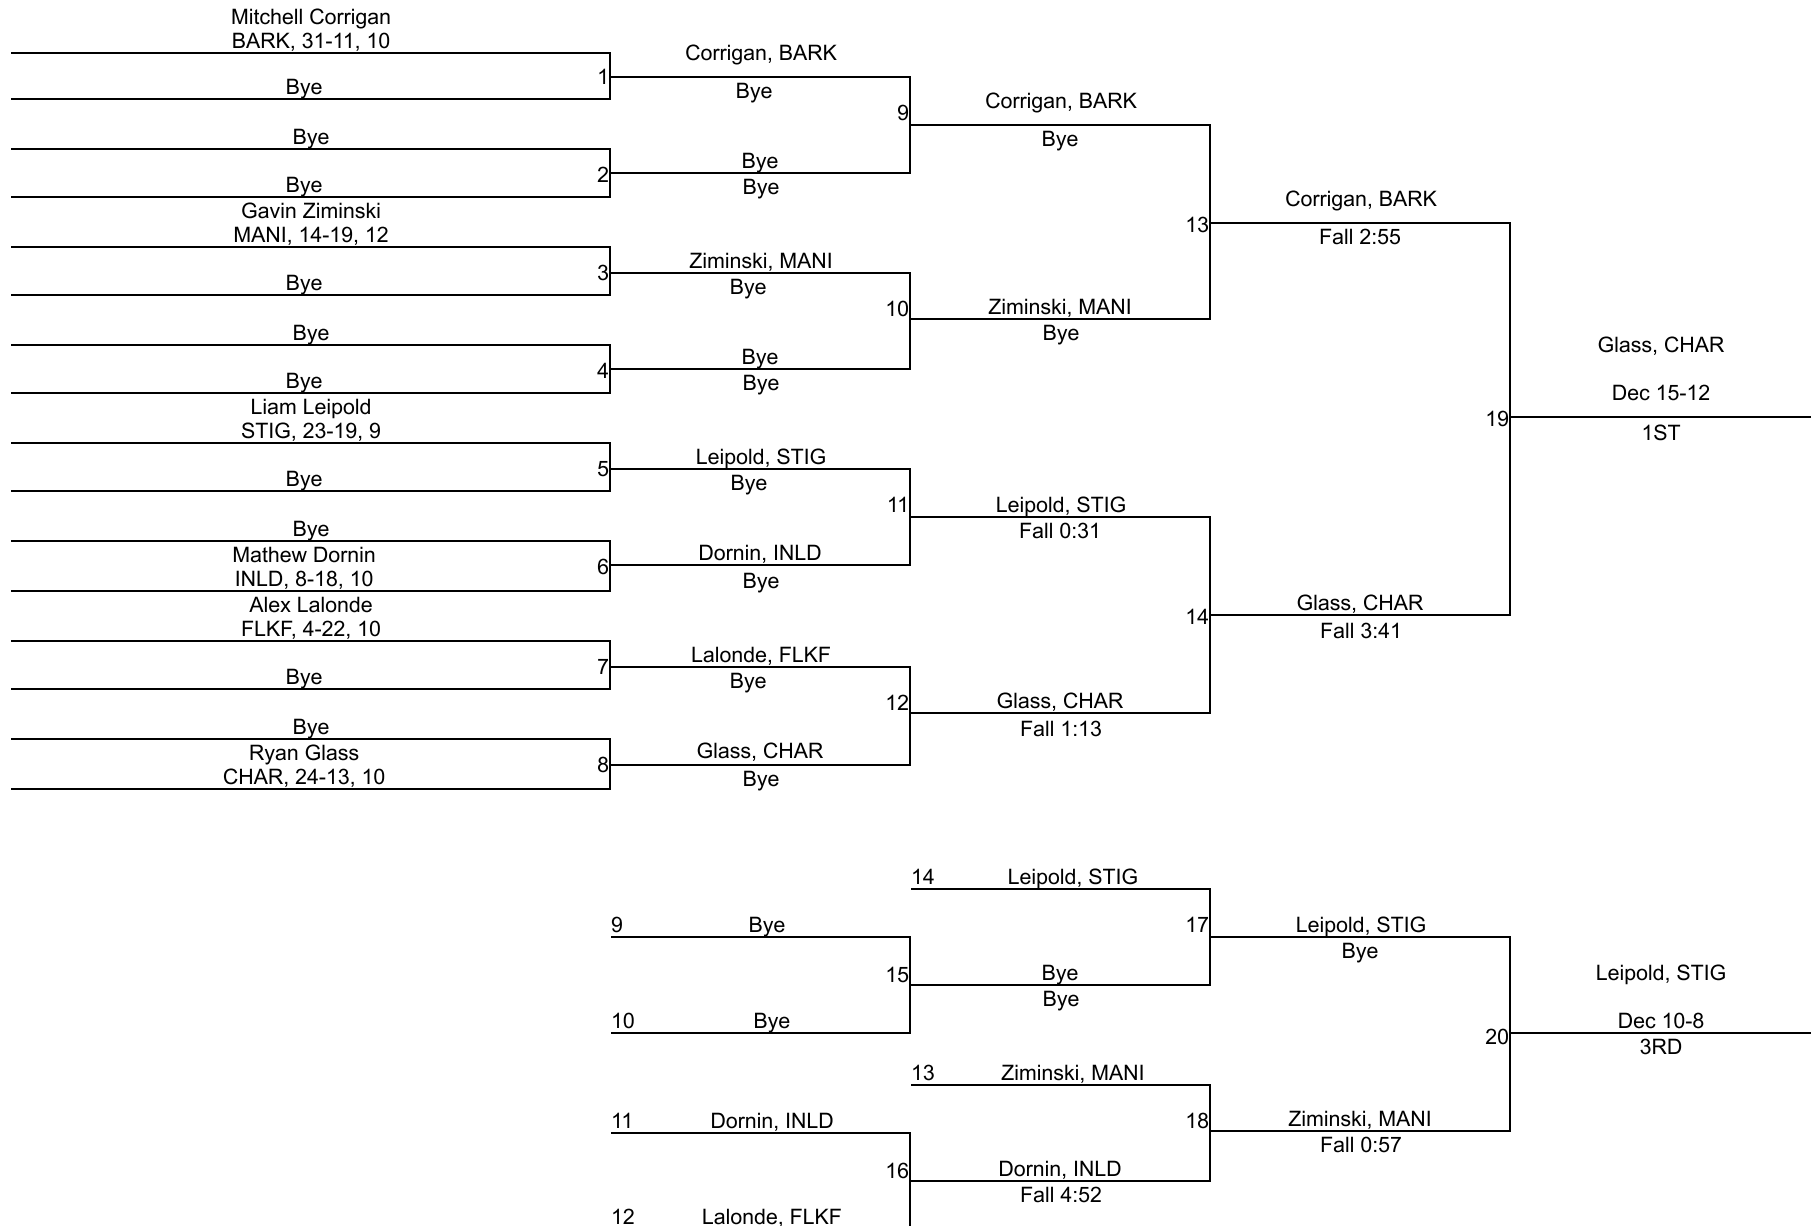 Mitchell Corrigan
BARK, 31-11, 10
Bye
1
Corrigan, BARK
Bye
Bye
Bye
2
Bye
Bye
9
Corrigan, BARK
Bye
Gavin Ziminski
MANI, 14-19, 12
Bye
3
Ziminski, MANI
Bye
Bye
Bye
4
Bye
Bye
10
Ziminski, MANI
Bye
13
Corrigan, BARK
Fall 2:55
Liam Leipold
STIG, 23-19, 9
Bye
5
Leipold, STIG
Bye
Bye
Mathew Dornin
INLD, 8-18, 10
6
Dornin, INLD
Bye
11
Leipold, STIG
Fall 0:31
Alex Lalonde
FLKF, 4-22, 10
Bye
7
Lalonde, FLKF
Bye
Bye
Ryan Glass
CHAR, 24-13, 10
8
Glass, CHAR
Bye
12
Glass, CHAR
Fall 1:13
14
Glass, CHAR
Fall 3:41
19
Glass, CHAR
Dec 15-12
1ST
14
Leipold, STIG
9
Bye
10
Bye
15
Bye
Bye
17
Leipold, STIG
Bye
13
Ziminski, MANI
11
Dornin, INLD
12
Lalonde, FLKF
16
Dornin, INLD
Fall 4:52
18
Ziminski, MANI
Fall 0:57
20
Leipold, STIG
Dec 10-8
3RD